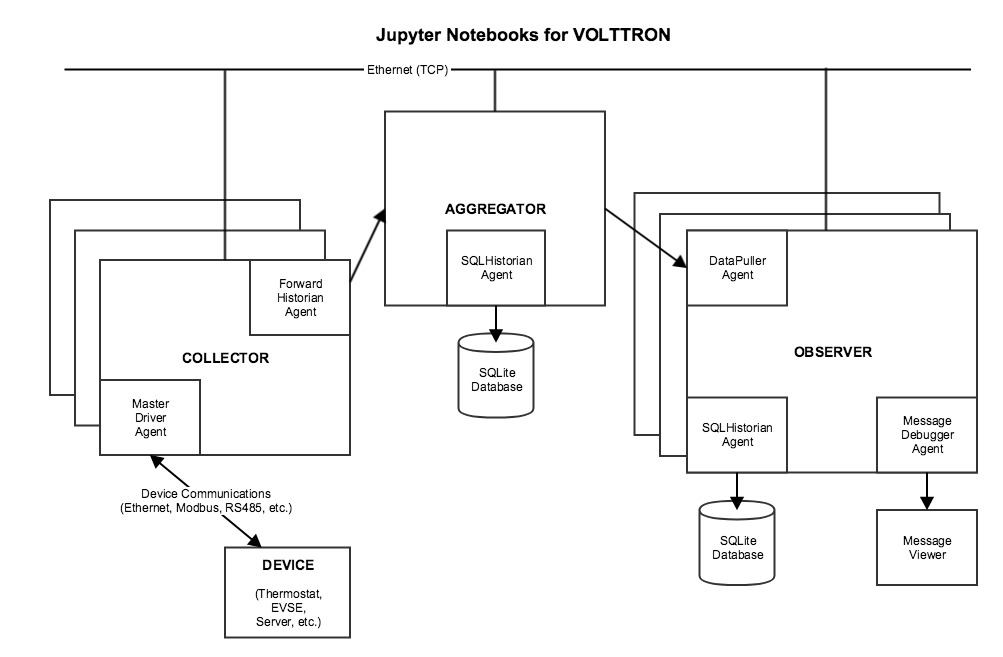 Jupyter Notebooks for VOLTTRON
Ethernet (TCP)
AGGREGATOR
SQLHistorian
Agent
SQLite
Database
Forward
Historian
Agent
COLLECTOR
Master
Driver
Agent
Device Communications
(Ethernet, Modbus, RS485, etc.)
DEVICE
(Thermostat,
EVSE,
Server, etc.)
DataPuller
Agent
OBSERVER
SQLHistorian
Agent
Message
Debugger
Agent
SQLite
Database
Message
Viewer